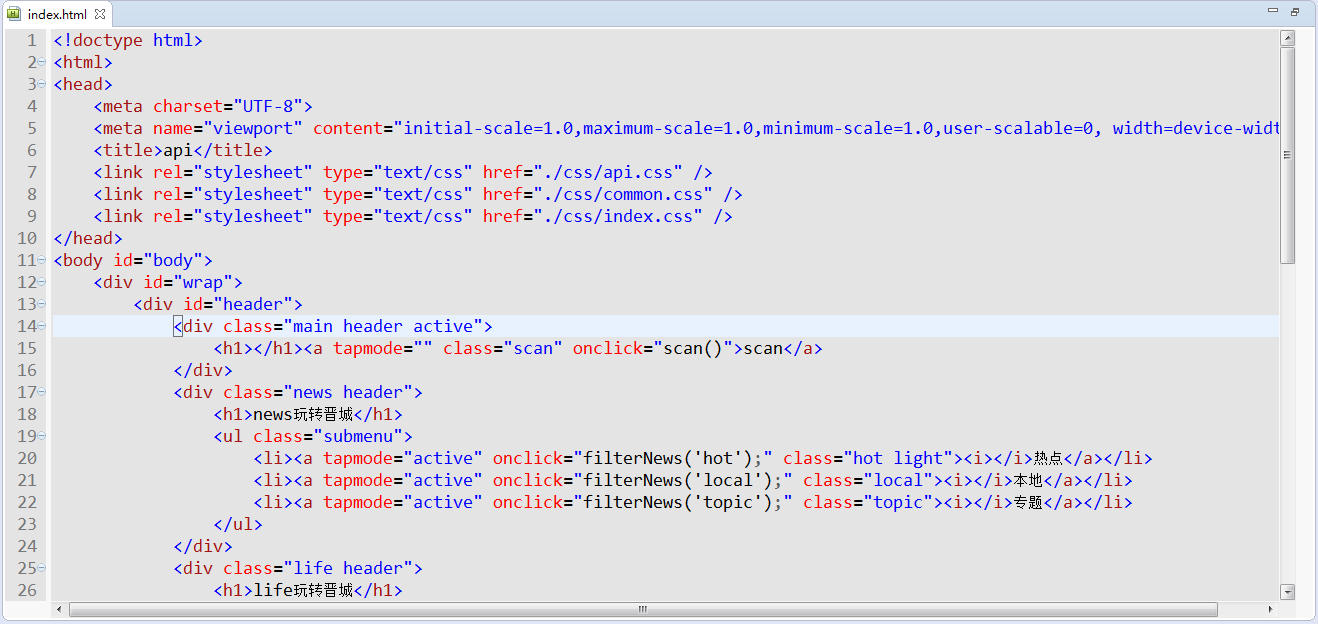 index.html
1 <!doctype html>
2 <html>
3 <head>
4 <meta charset="UTF-8">
5 <meta name="viewport" content="initial-scale=1.0,maximum-scale=1.0,minimum-scale=1.0,user-scalable=0, width=device-widt
6 <title>api</title>
7 <link rel="stylesheet" type="text/css" href="./css/api.css" />
8 <link rel="stylesheet" type="text/css" href="./css/common.css" />
9 <link rel="stylesheet" type="text/css" href="./css/index.css" />
10 </head>
11 <body id="body">
12 <div id="wrap">
13 <div id="header">
14 <div class="main header active">
15 <h1></h1><a tapmode="" class="scan" onclick="scan()">scan</a>
16 </div>
17 <div class="news header">
18 <h1>news玩转晋城</h1>
19 <ul class="submenu">
20 <li><a tapmode="active" onclick="filterNews('hot');" class="hot light"><i></i>热点</a></li>
21 <li><a tapmode="active" onclick="filterNews('local');" class="local"><i></i>本地</a></li>
22 <li><a tapmode="active" onclick="filterNews('topic');" class="topic"><i></i>专题</a></li>
23 </ul>
24 </div>
25 <div class="life header">
26 <h1>life玩转晋城</h1>